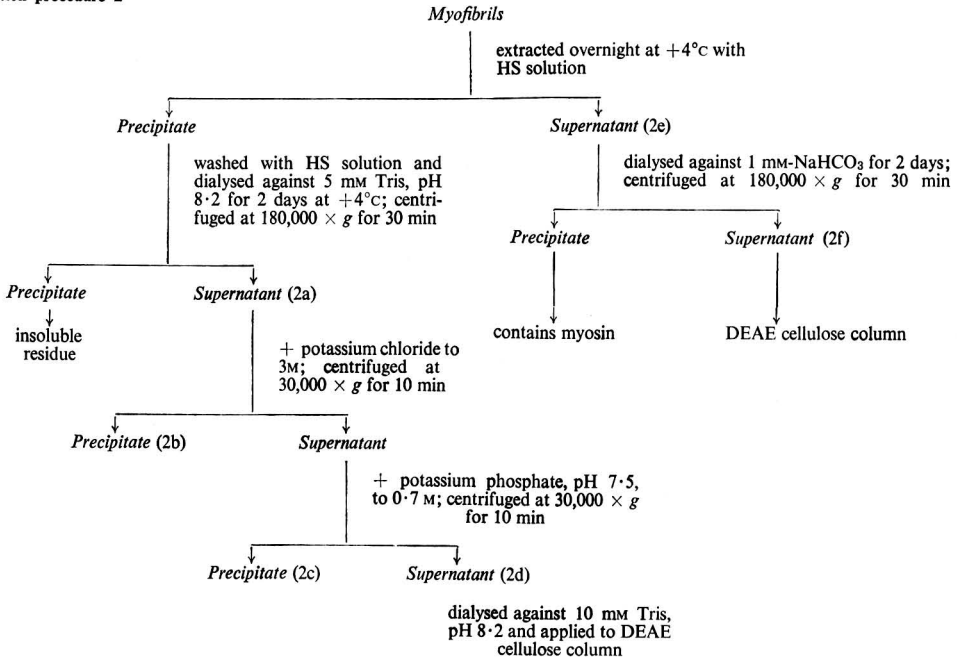 procedure 2
Myofibrils
extracted overnight at +4°C with
HS solution
Precipitate
Supernatant (2e)
washed with HS solution and
dialysed against 5 mM Tris, pH
8·2 for 2 days at +4°C; centri-
fuged at 180,000 × g for 30 min
dialysed against 1 mM-NaHCO₃ for 2 days;
centrifuged at 180,000 × g for 30 min
Precipitate
Supernatant (2f)
Precipitate
Supernatant (2a)
contains myosin
DEAE cellulose column
insoluble
residue
+ potassium chloride to
3M; centrifuged at
30,000 × g for 10 min
Precipitate (2b)
Supernatant
+ potassium phosphate, pH 7·5,
to 0·7 M; centrifuged at 30,000 × g
for 10 min
Precipitate (2c)
Supernatant (2d)
dialysed against 10 mM Tris,
pH 8·2 and applied to DEAE
cellulose column